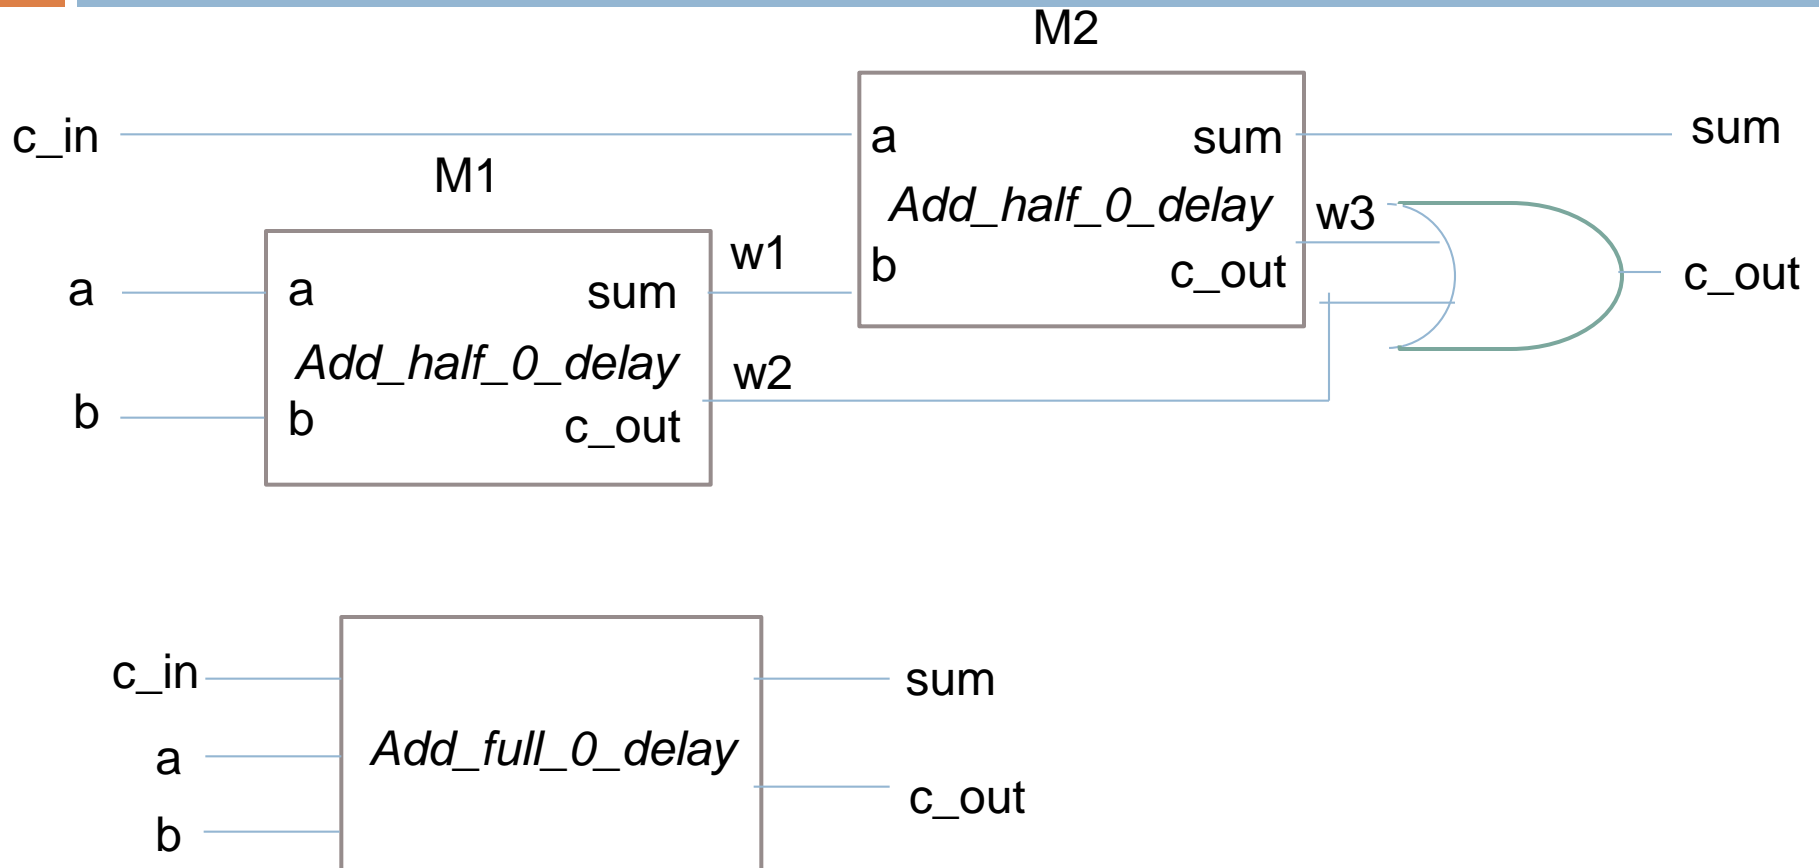 M2
c_in
a
sum
sum
M1
Add_half_0_delay
w3
a
a
sum
w1
b
c_out
c_out
Add_half_0_delay
w2
b
b
c_out
c_in
sum
a
Add_full_0_delay
c_out
b